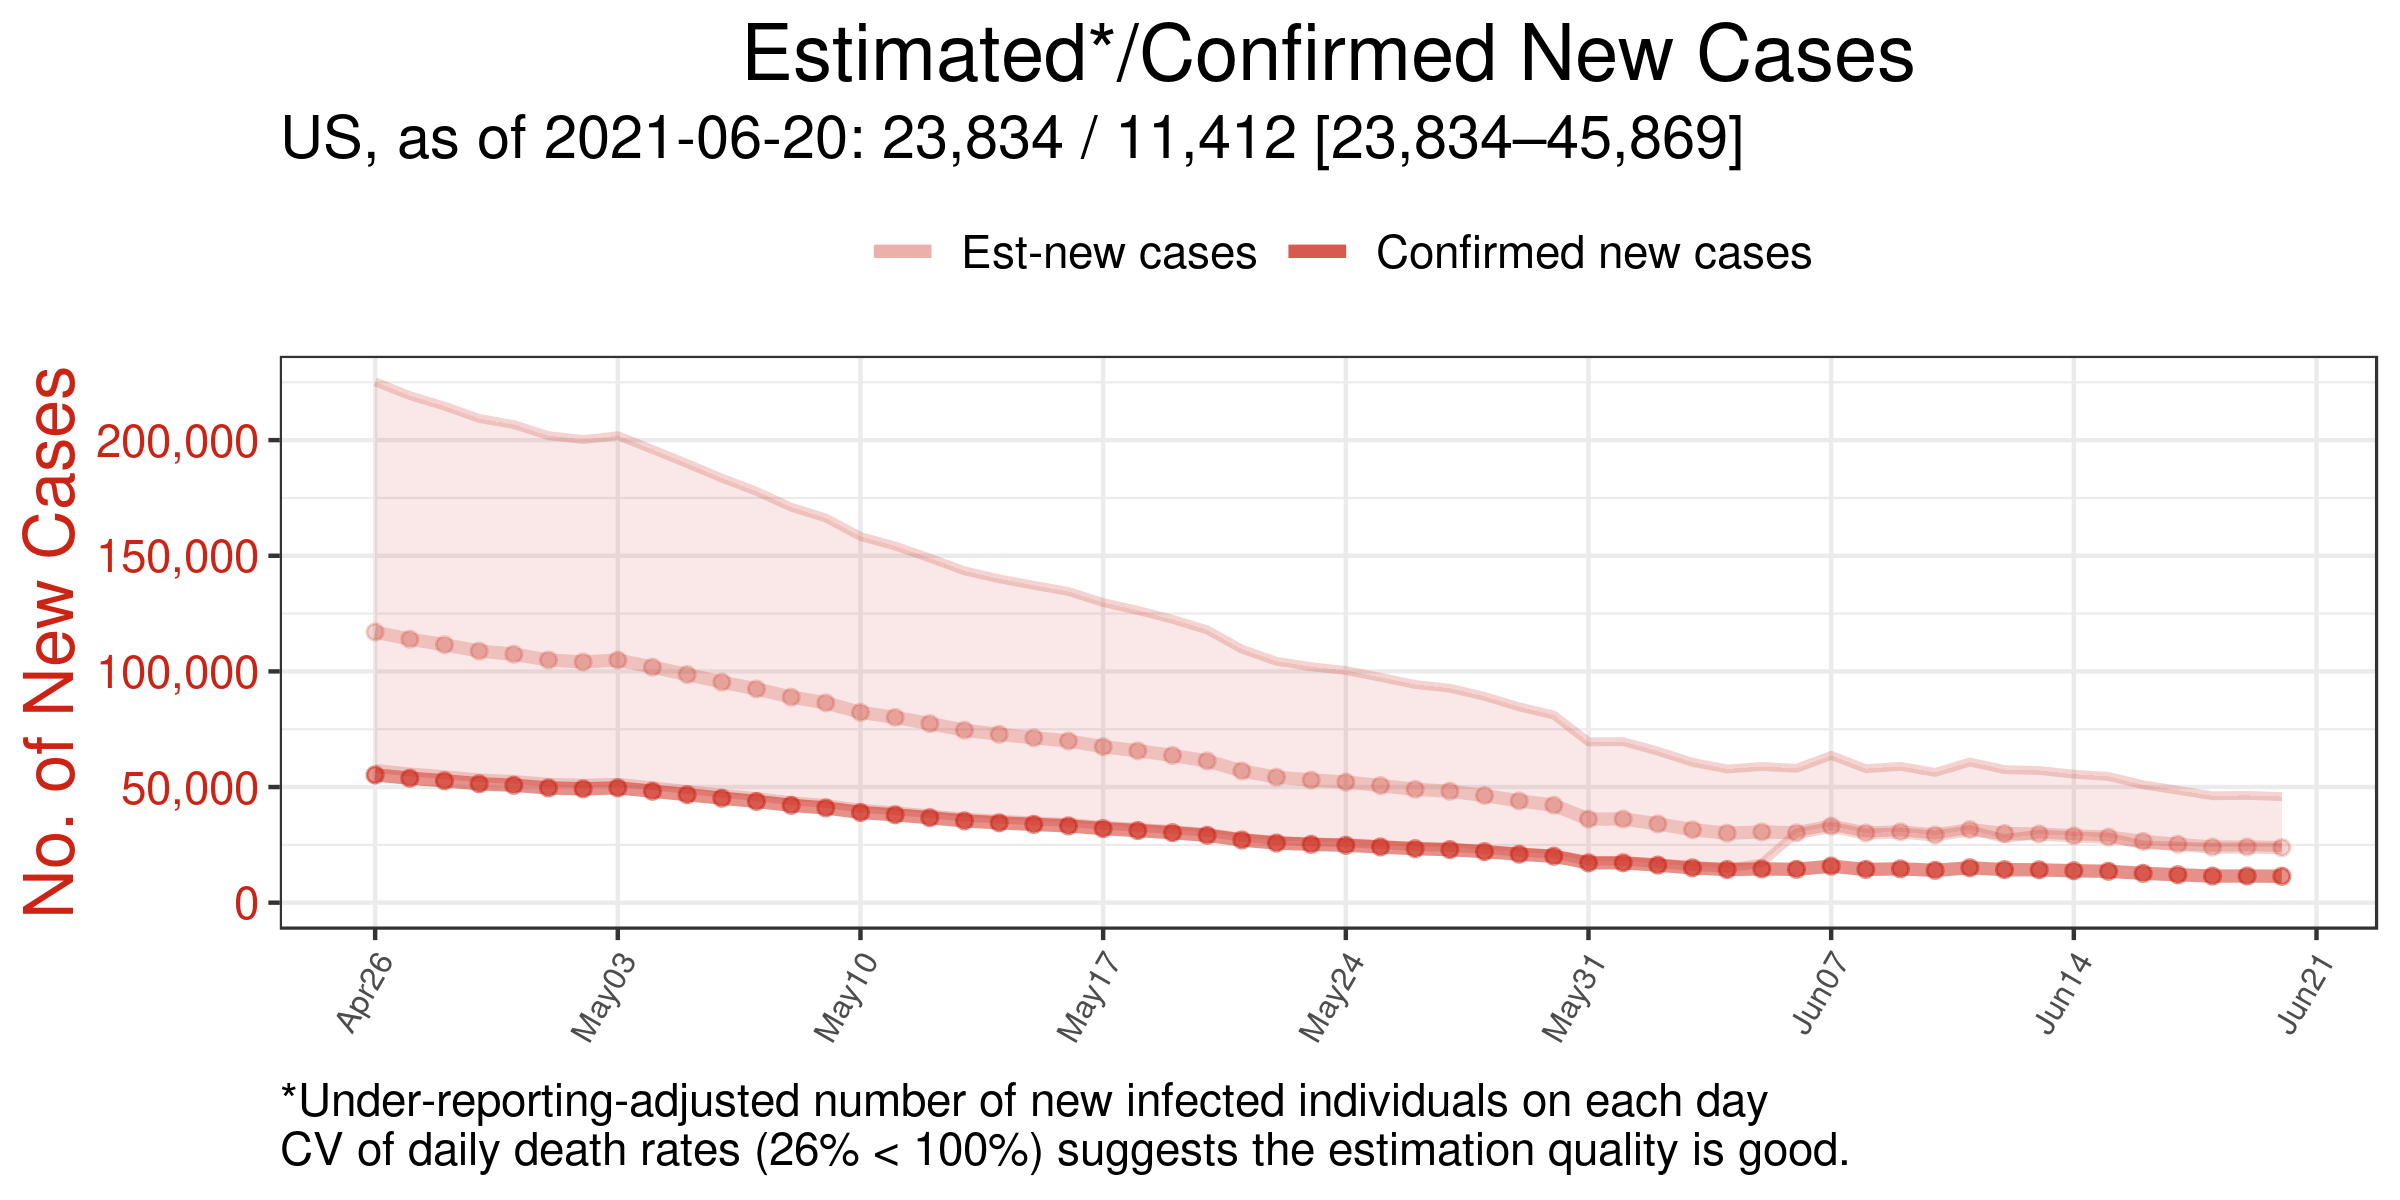 Estimated*/Confirmed New Cases
US, as of 2021-06-20: 23,834 / 11,412 [23,834–45,869]
Est-new cases
Confirmed new cases
No. of New Cases
200,000
150,000
100,000
50,000
0
Apr26
May03
May10
May17
May24
May31
Jun07
Jun14
Jun21
*Under-reporting-adjusted number of new infected individuals on each day
CV of daily death rates (26% < 100%) suggests the estimation quality is good.